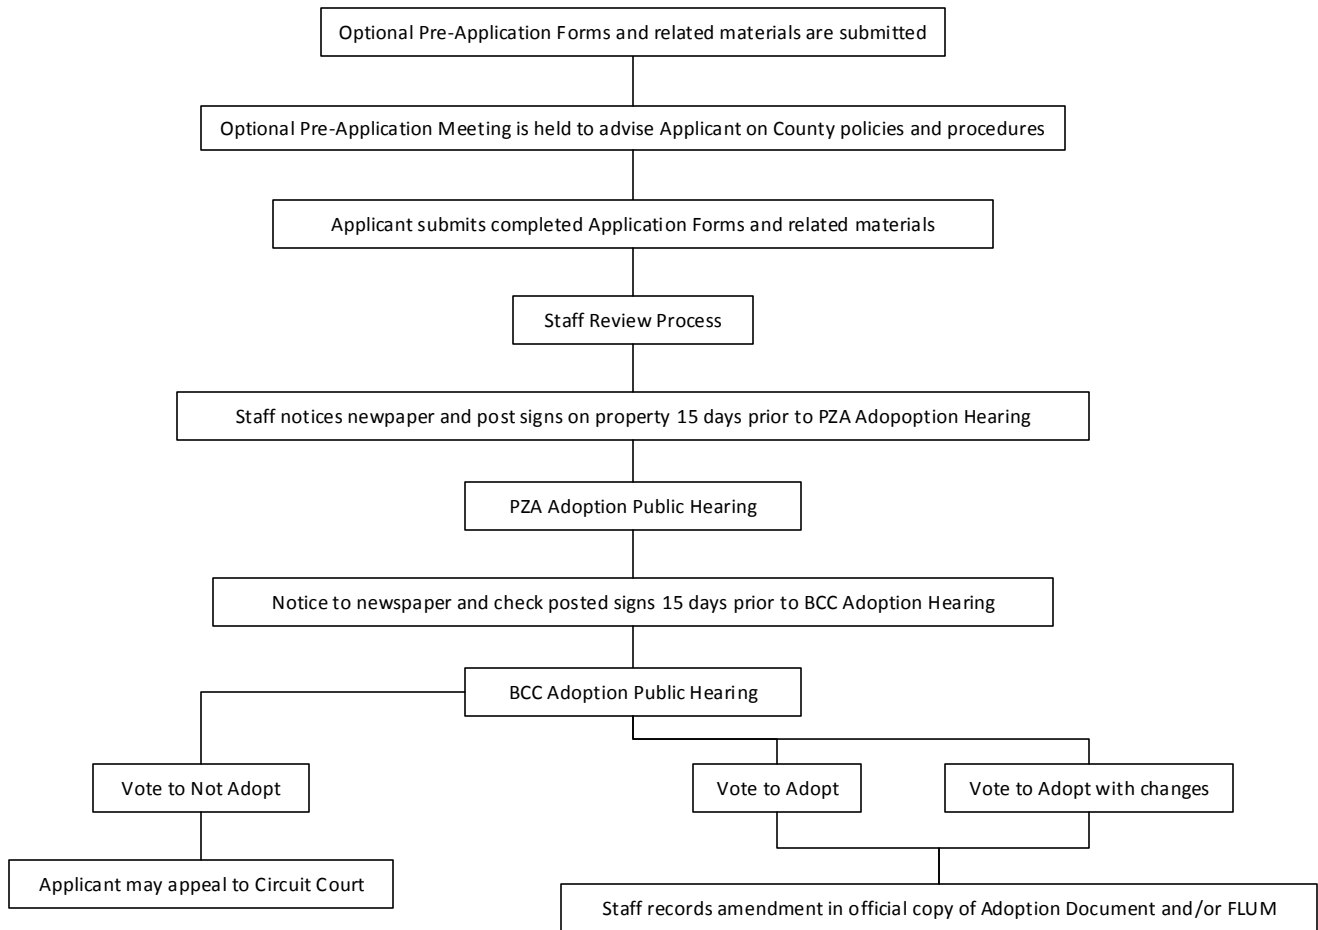 Optional Pre-Application Forms and related materials are submitted
Optional Pre-Application Meeting is held to advise Applicant on County policies and procedures
Applicant submits completed Application Forms and related materials
Staff Review Process
Staff notices newpaper and post signs on property 15 days prior to PZA Adopoption Hearing
PZA Adoption Public Hearing
Notice to newspaper and check posted signs 15 days prior to BCC Adoption Hearing
BCC Adoption Public Hearing
Vote to Not Adopt
Vote to Adopt
Vote to Adopt with changes
Applicant may appeal to Circuit Court
Staff records amendment in official copy of Adoption Document and/or FLUM